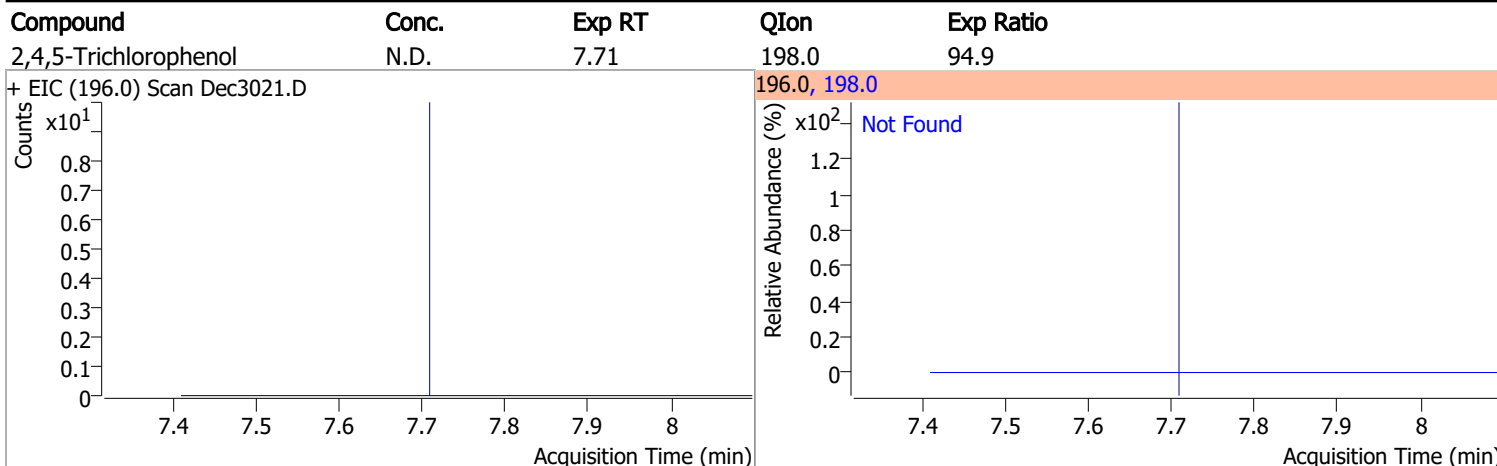 Compound Conc. Exp RT QIon Exp Ratio
2,4,5-Trichlorophenol N.D. 7.71 198.0 94.9
+ EIC (196.0) Scan Dec3021.D
Counts
x10¹
0.8
0.7
0.6
0.5
0.4
0.3
0.2
0.1
0
7.4 7.5 7.6 7.7 7.8 7.9 8
Acquisition Time (min)
196.0, 198.0
Relative Abundance (%)
x10²
Not Found
1.2
1
0.8
0.6
0.4
0.2
0
7.4 7.5 7.6 7.7 7.8 7.9 8
Acquisition Time (min)